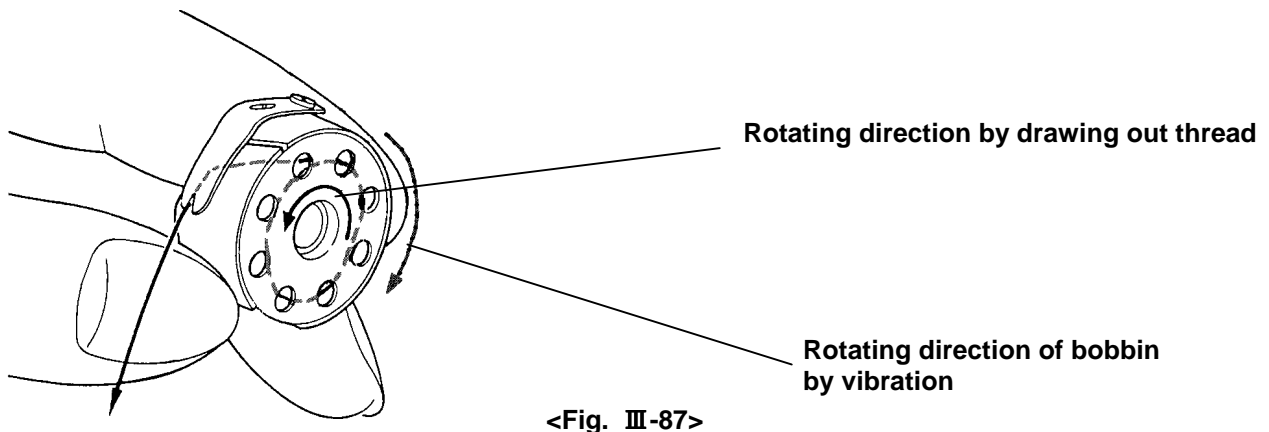 Rotating direction by drawing out thread
Rotating direction of bobbin
by vibration
<Fig. Ⅲ-87>